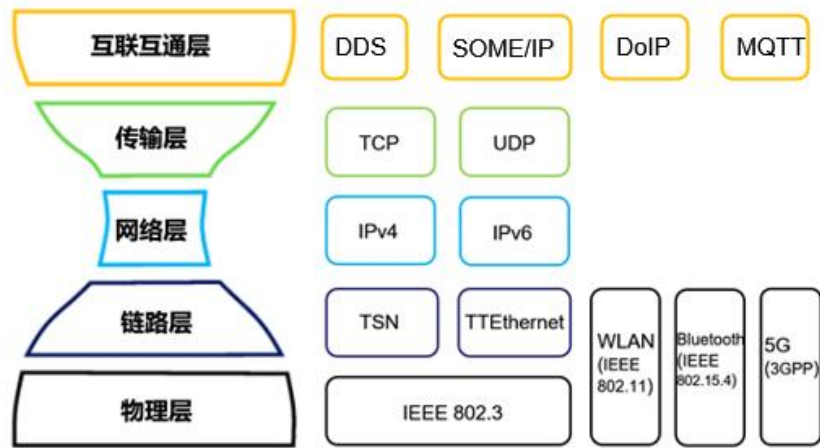 互联互通层 DDS SOME/IP DoIP MQTT
传输层 TCP UDP
网络层 IPv4 IPv6
链路层 TSN TTEthernet
WLAN
(IEEE
802.11)
Bluetooth
(IEEE
802.15.4)
5G
(3GPP)
物理层 IEEE 802.3